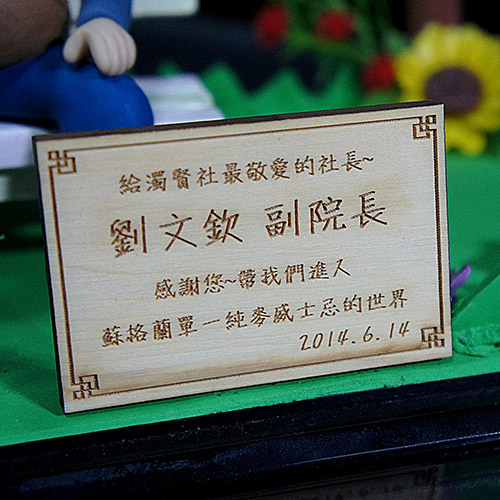 給濁賢社最敬愛的社長~
劉文欽 副院長
感謝您~帶我們進入
蘇格蘭單一純麥威士忌的世界
2014.6.14